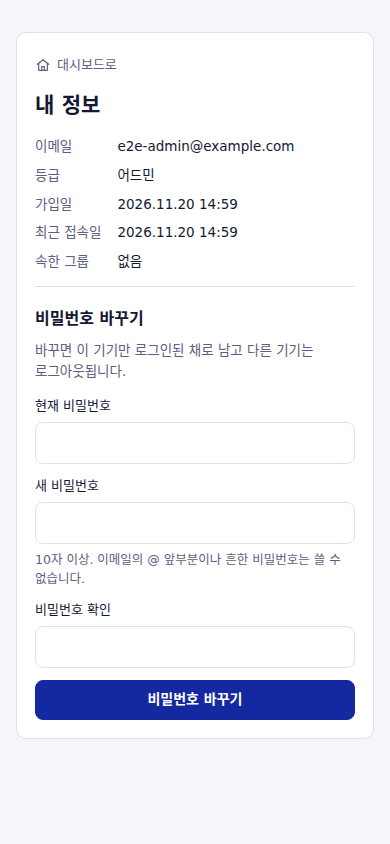 대시보드로
내 정보
이메일 e2e-admin@example.com
등급 어드민
가입일 2026.11.20 14:59
최근 접속일 2026.11.20 14:59
속한 그룹 없음
비밀번호 바꾸기
바꾸면 이 기기만 로그인된 채로 남고 다른 기기는
로그아웃됩니다.
현재 비밀번호
새 비밀번호
10자 이상. 이메일의 @ 앞부분이나 흔한 비밀번호는 쓸 수
없습니다.
비밀번호 확인
비밀번호 바꾸기